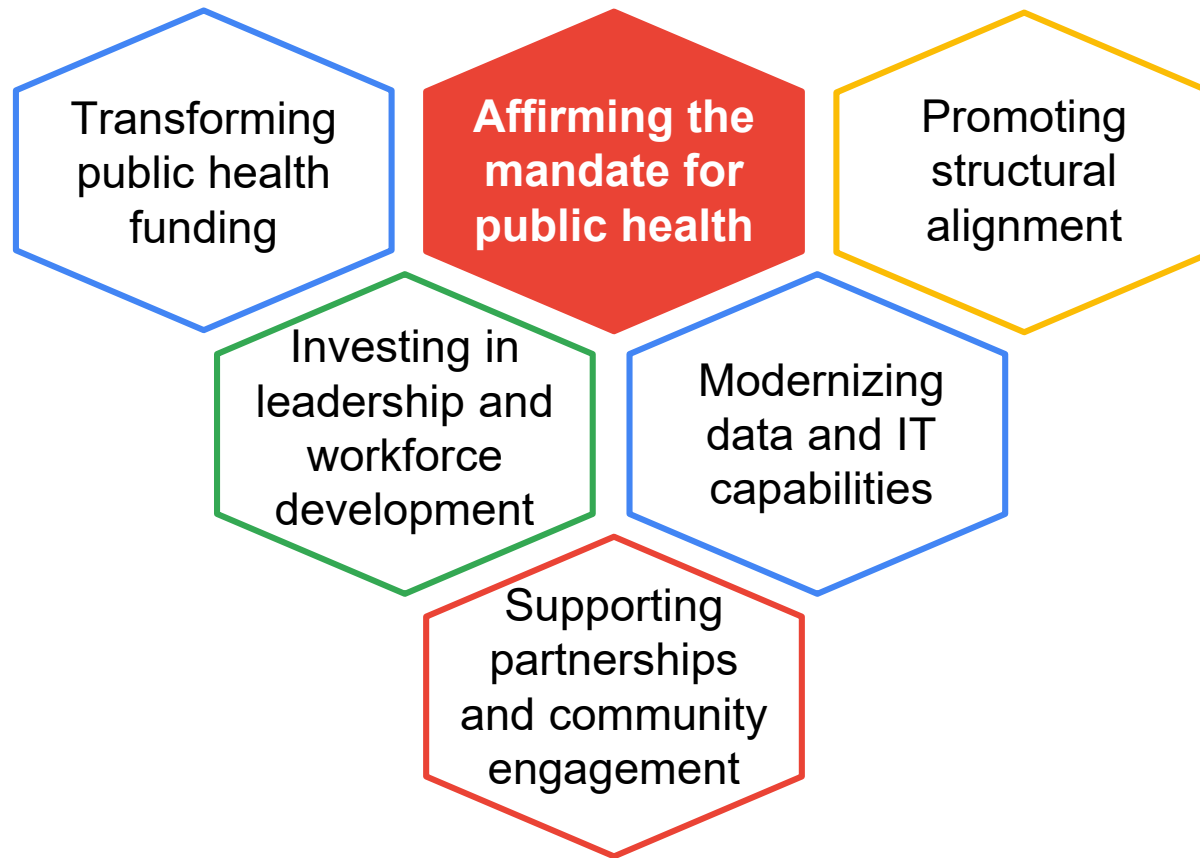 Transforming
public health
funding
Affirming the
mandate for
public health
Promoting
structural
alignment
Investing in
leadership and
workforce
development
Modernizing
data and IT
capabilities
Supporting
partnerships
and community
engagement